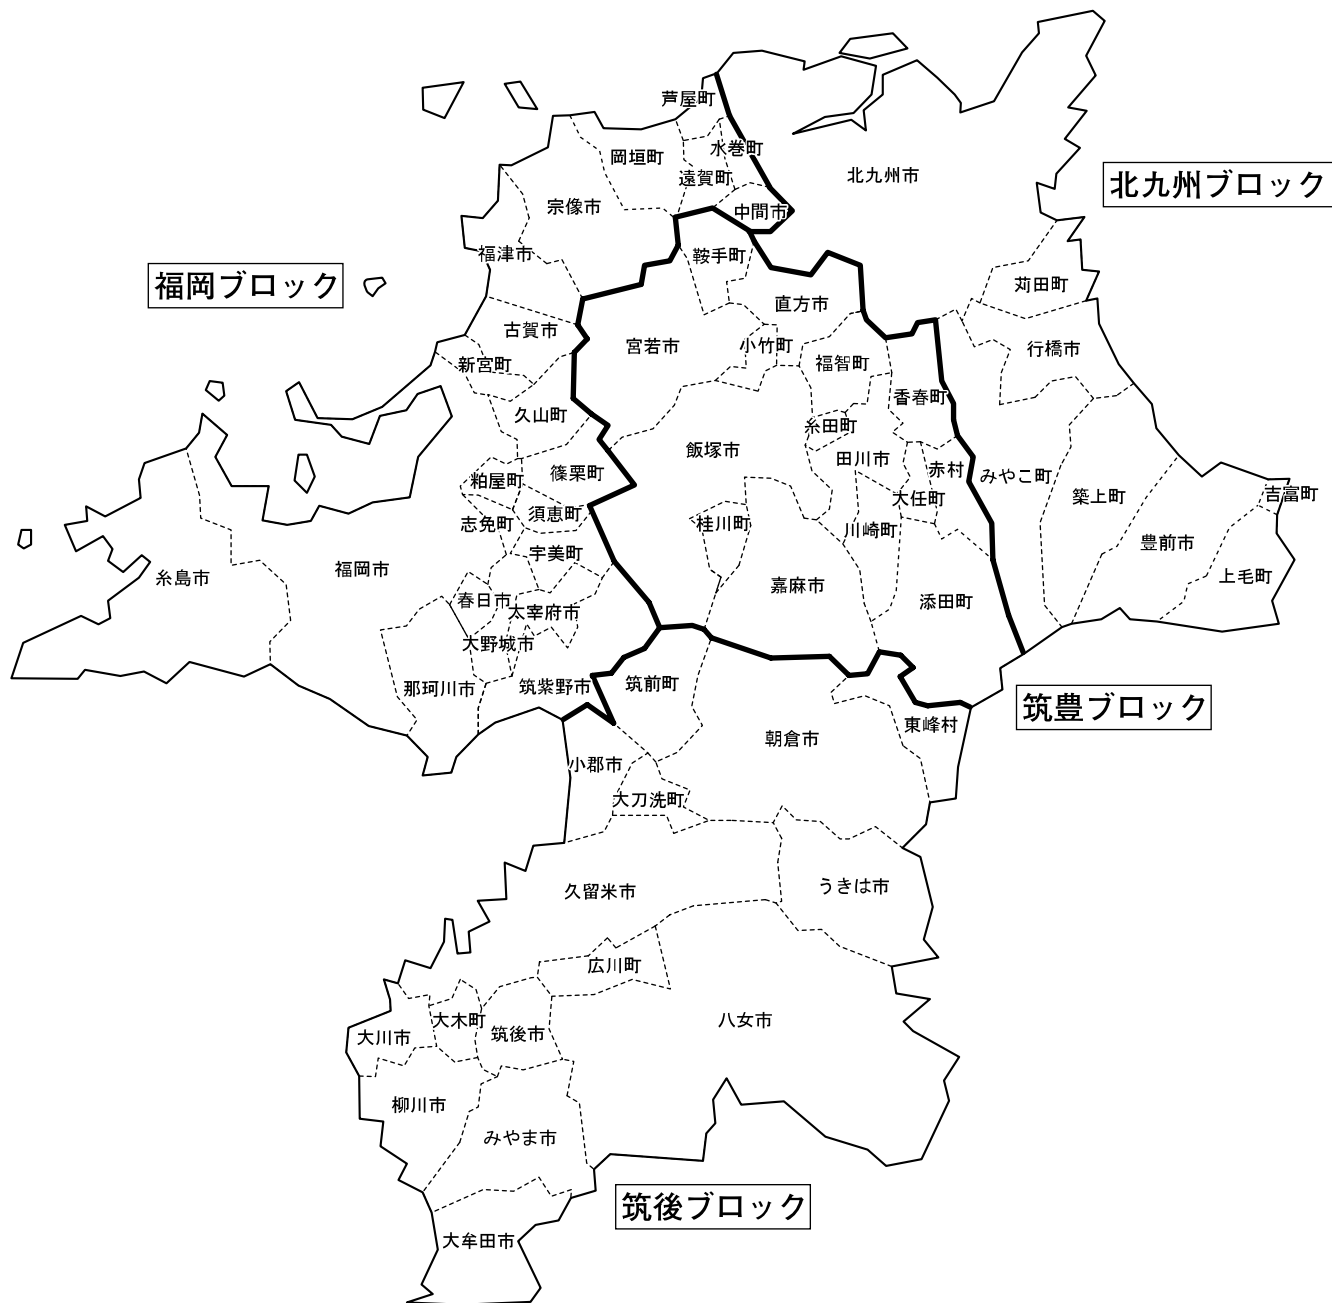 芦屋町
水巻町
岡垣町
遠賀町
北九州市
北九州ブロック
宗像市
中間市
福津市
鞍手町
福岡ブロック
苅田町
直方市
古賀市
宮若市
小竹町
行橋市
新宮町
福智町
香春町
久山町
糸田町
飯塚市
田川市
赤村
みやこ町
篠栗町
粕屋町
大任町
築上町
吉富町
須恵町
志免町
桂川町
川崎町
豊前市
宇美町
福岡市
糸島市
嘉麻市
上毛町
春日市
太宰府市
添田町
大野城市
那珂川市
筑紫野市
筑前町
筑豊ブロック
東峰村
朝倉市
小郡市
大刀洗町
久留米市
うきは市
広川町
大木町
大川市
筑後市
八女市
柳川市
みやま市
筑後ブロック
大牟田市